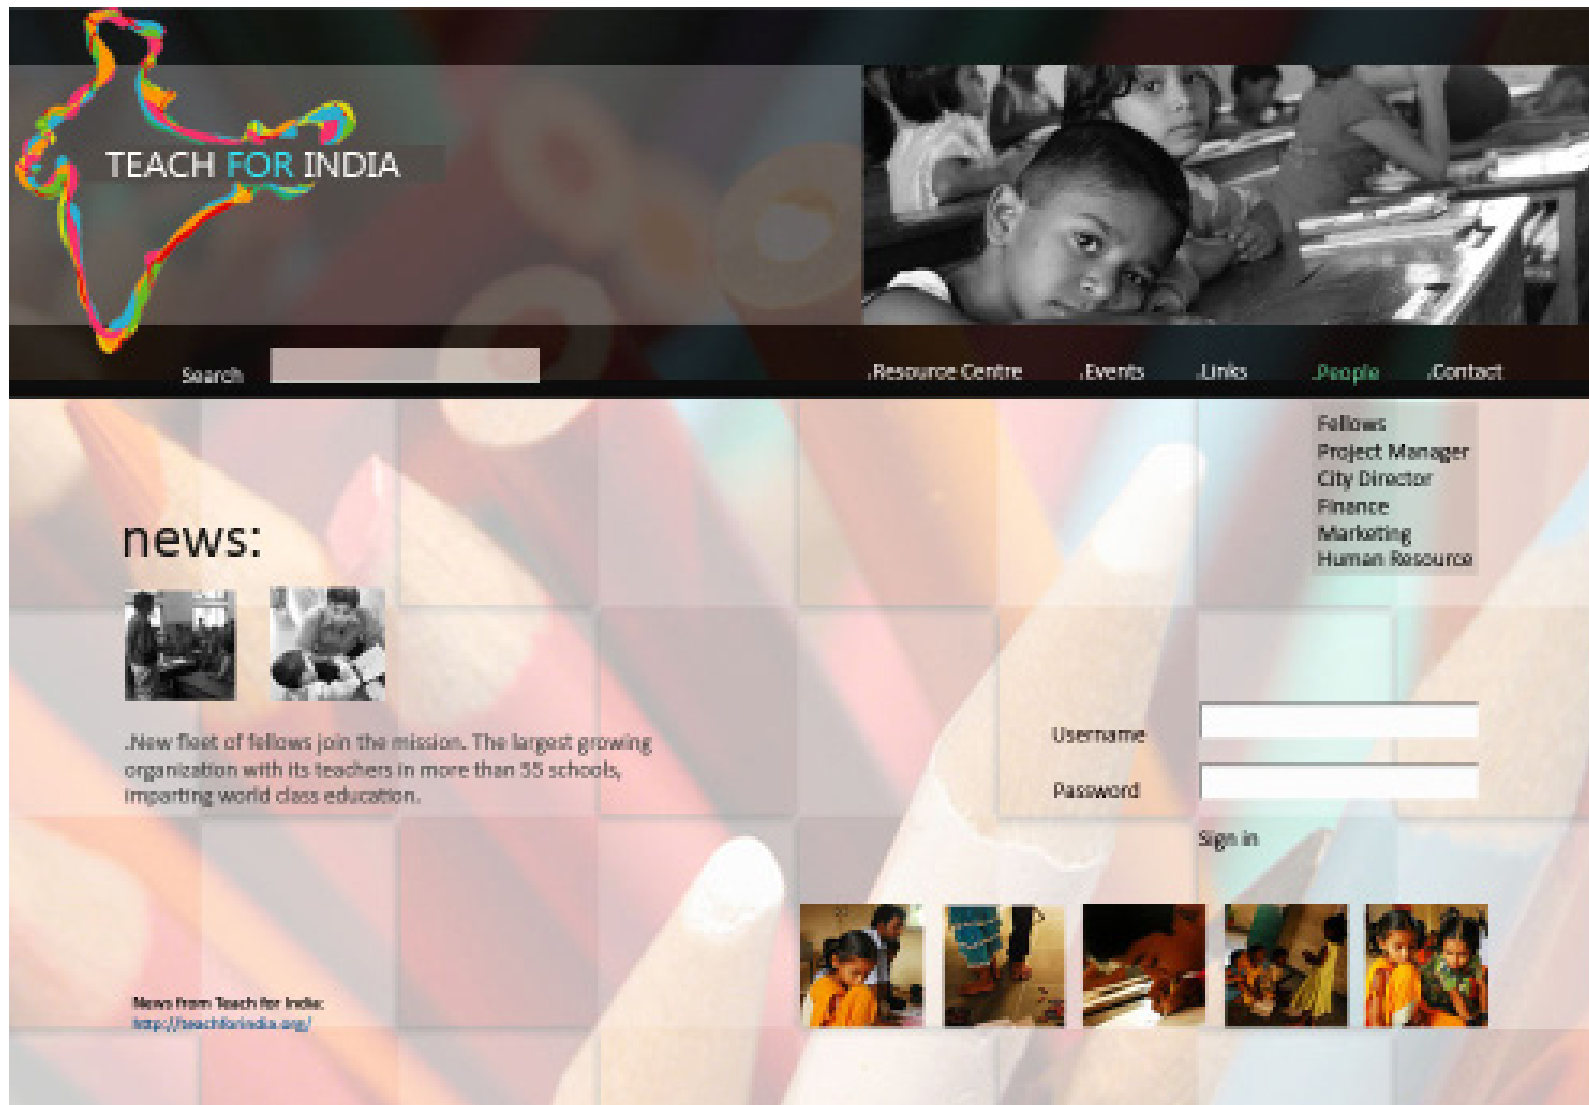 TEACH FOR INDIA
Search
.Resource Centre
.Events
.Links
.People
.Contact
Fellows
Project Manager
City Director
Finance
Marketing
Human Resource
news:
.New fleet of fellows join the mission. The largest growing
organization with its teachers in more than 55 schools,
imparting world class education.
Username
Password
Sign in
News from Teach for India:
http://teachforindia.org/